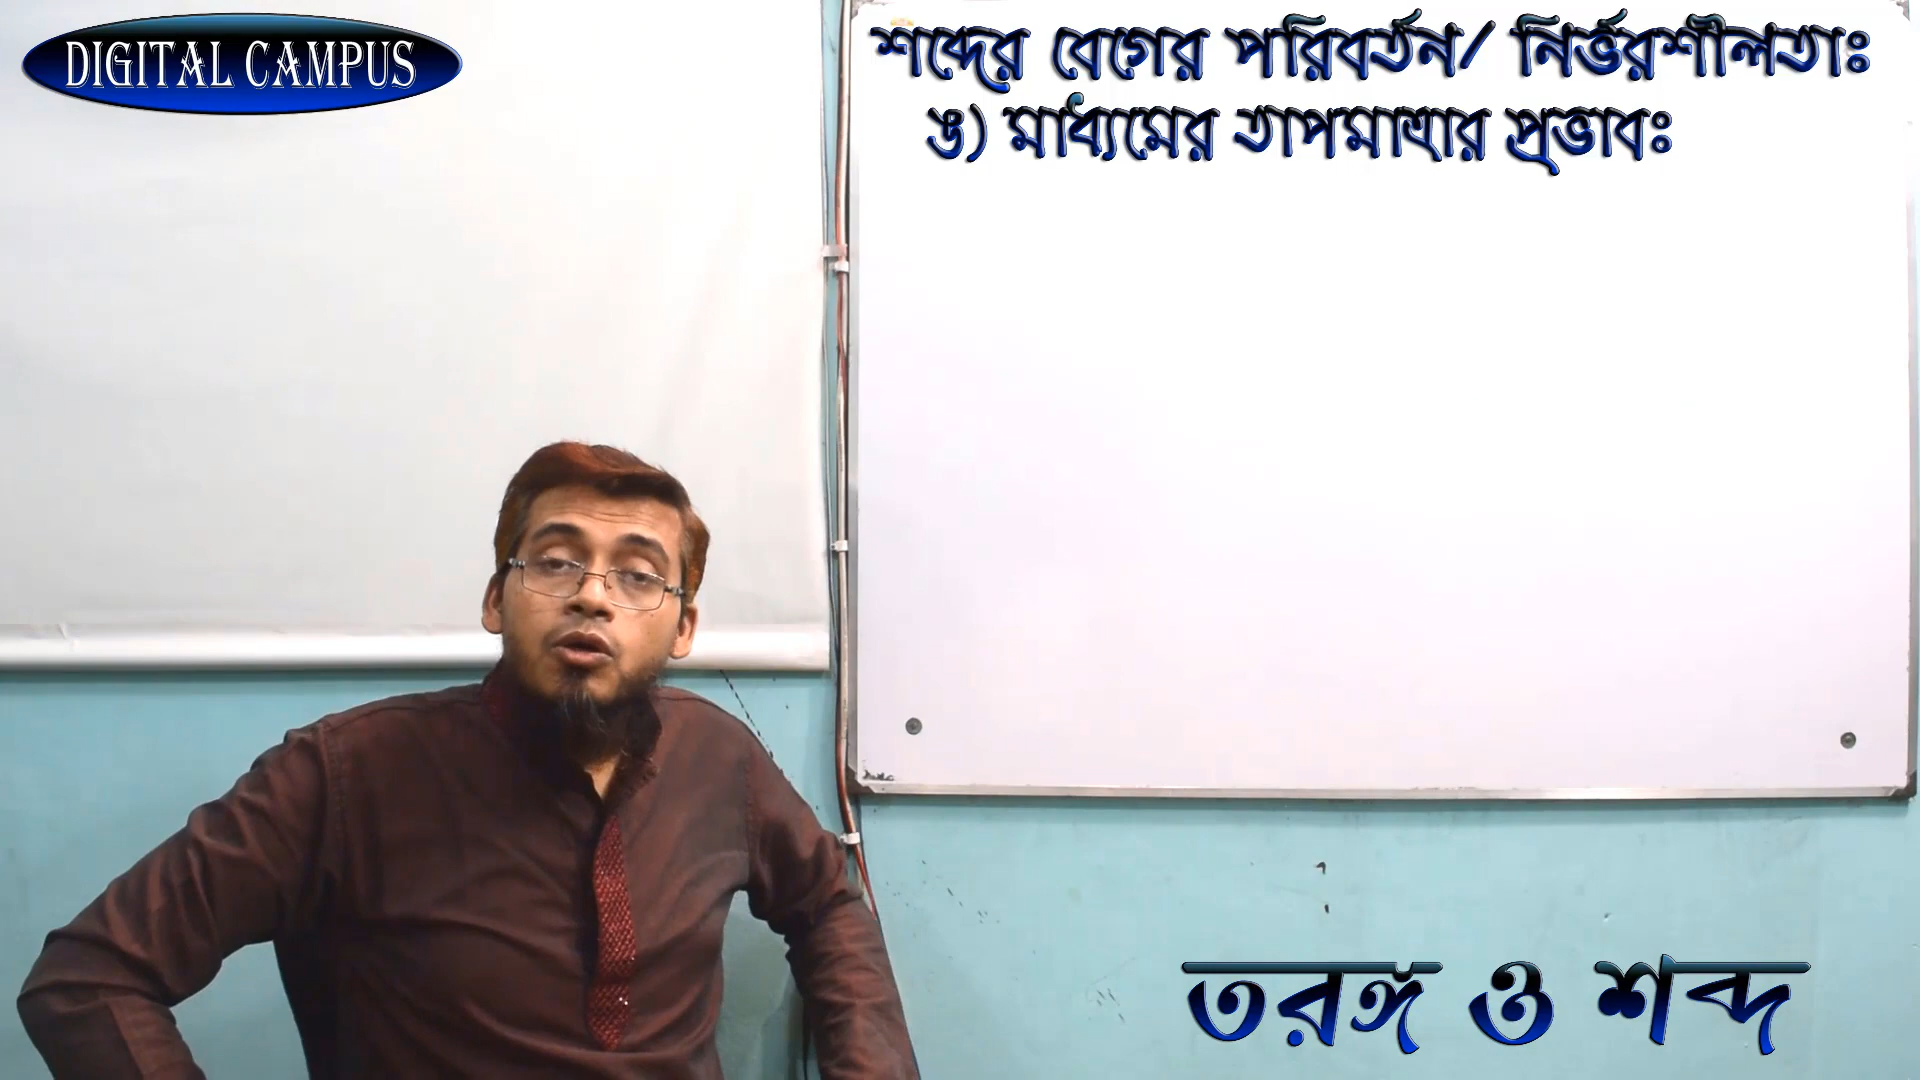 DIGITAL CAMPUS
শব্দের বেগের পরিবর্তন/ নির্ভরশীলতাঃ
ঙ) মাধ্যমের তাপমাত্রার প্রভাবঃ
তরঙ্গ ও শব্দ